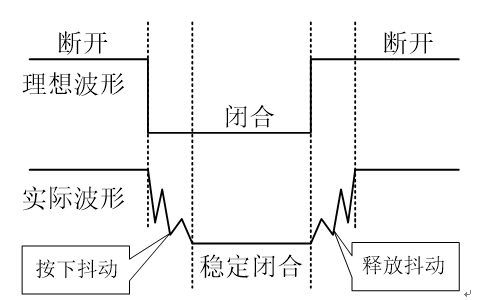 断开 断开
理想波形
闭合
实际波形
按下抖动 稳定闭合 释放抖动